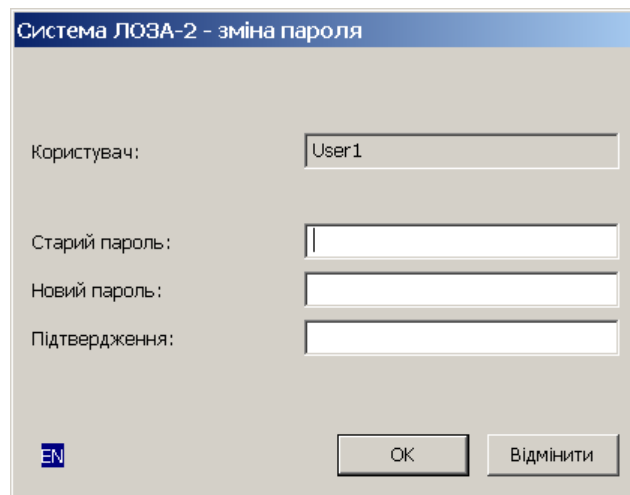 Система ЛОЗА-2 - зміна пароля
Користувач: User1
Старий пароль:
Новий пароль:
Підтвердження:
EN OK Відмінити